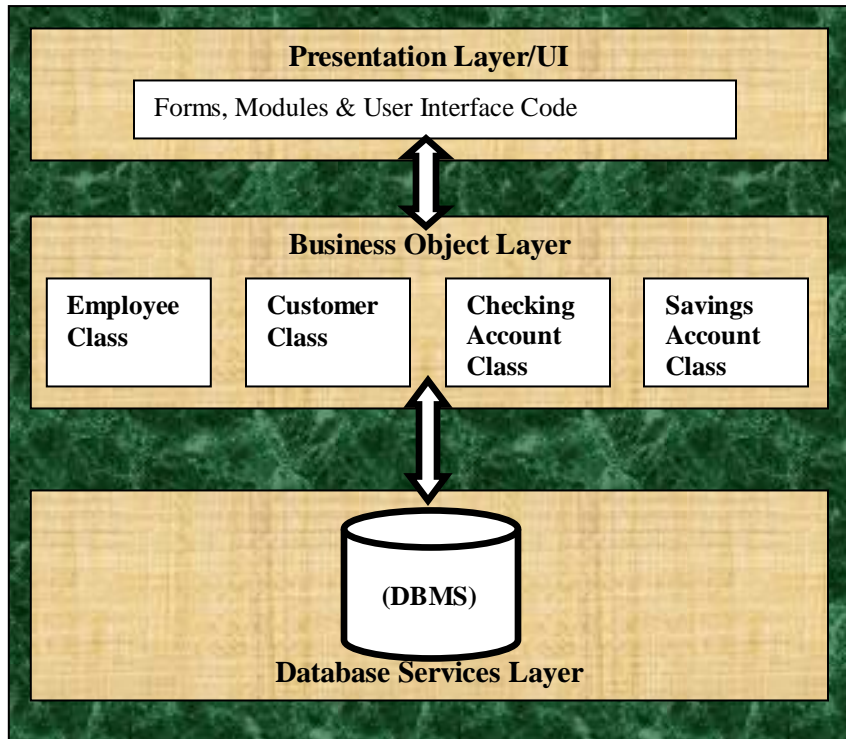 Presentation Layer/UI
Forms, Modules & User Interface Code
Business Object Layer
Employee
Class
Customer
Class
Checking
Account
Class
Savings
Account
Class
(DBMS)
Database Services Layer